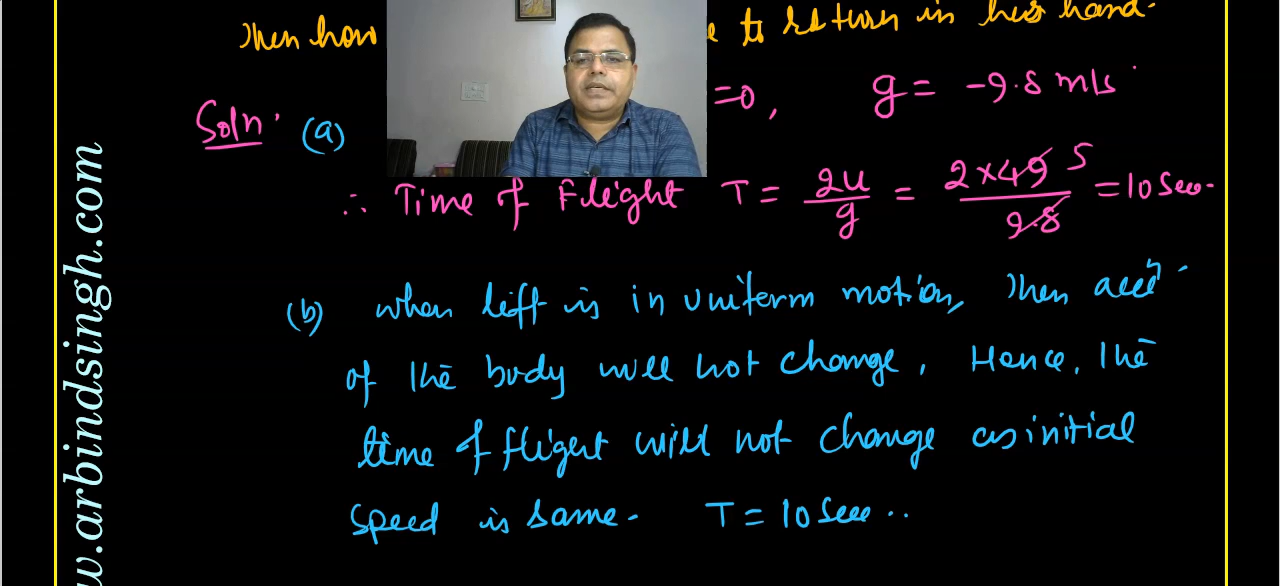 Then how
e to return in his hand.
Soln. (a)
=0, g = -9.8 m/s
∴ Time of Flight T = 2u/g = 2×49 5/9.8 = 10 Sec.
(b) when lift is in uniform motion, then accn.
of the body will not change. Hence, the
time of flight will not change as initial
speed is same. T = 10 Sec..
w.arbindsingh.com